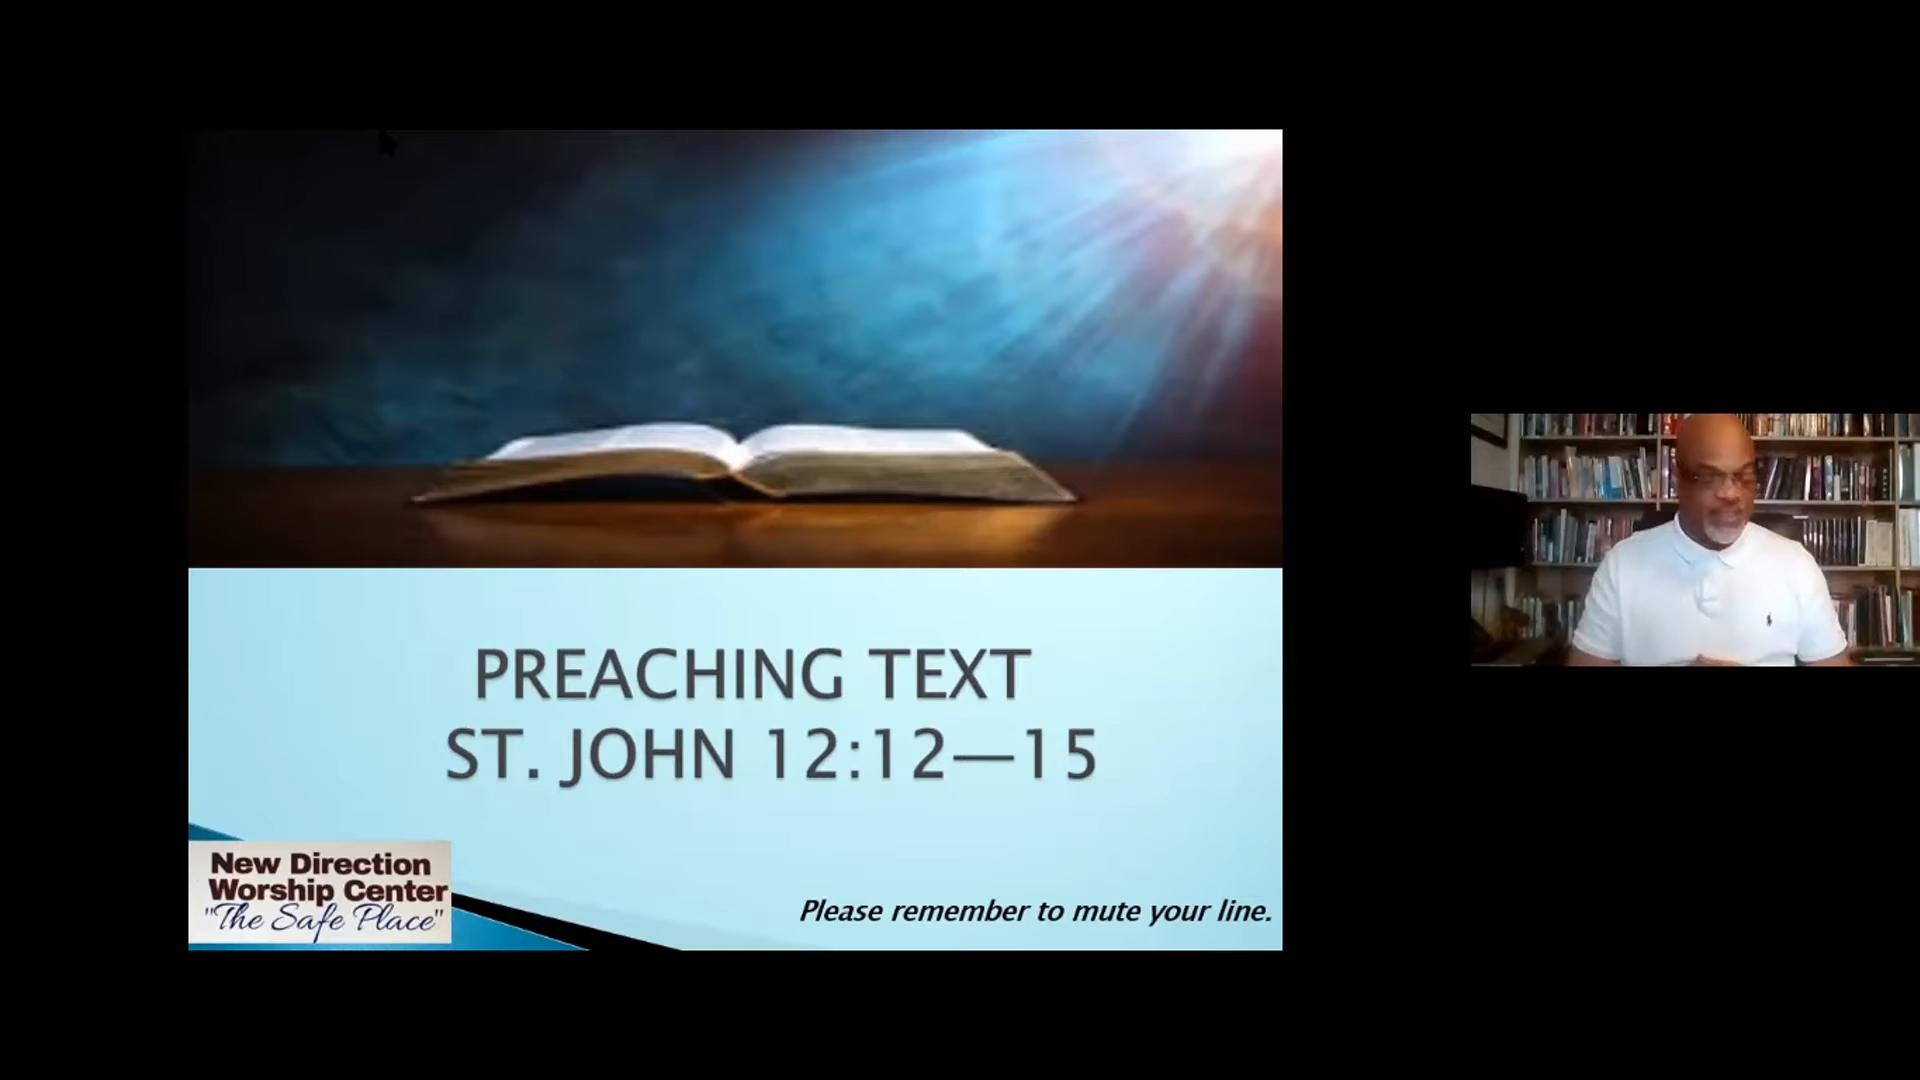 PREACHING TEXT
ST. JOHN 12:12—15
New Direction
Worship Center
"The Safe Place"
Please remember to mute your line.